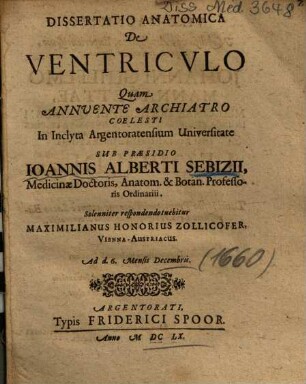 Diss. Med. 3648
DISSERTATIO ANATOMICA
De
VENTRICVLO
Quam
ANNVENTE ARCHIATRO
COELESTI
In Inclyta Argentoratensium Universitate
SUB PRÆSIDIO
IOANNIS ALBERTI SEBIZII,
Medicinæ Doctoris, Anatom. & Botan. Professo-
ris Ordinarii.
Solenniter respondendo tuebitur
MAXIMILIANUS HONORIUS ZOLLICOFER,
VIENNA-AUSTRIACUS.
Ad d. 6. Mensis Decembris.
(1660)
ARGENTORATI,
Typis FRIDERICI SPOOR.
Anno M DC LX.